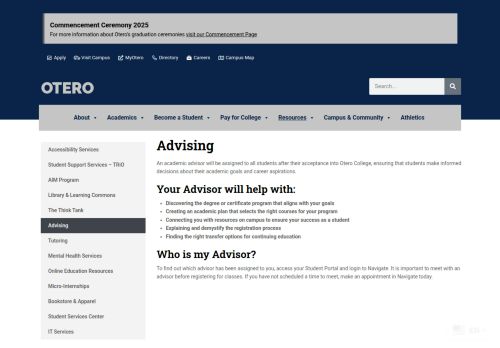 Commencement Ceremony 2025
For more information about Otero's graduation ceremonies visit our Commencement Page
Apply Visit Campus MyOtero Directory Careers Campus Map
OTERO
Search...
About Academics Become a Student Pay for College Resources Campus & Community Athletics
Accessibility Services
Student Support Services – TRiO
AIM Program
Library & Learning Commons
The Think Tank
Advising
Tutoring
Mental Health Services
Online Education Resources
Micro-Internships
Bookstore & Apparel
Student Services Center
IT Services
Advising
An academic advisor will be assigned to all students after their acceptance into Otero College, ensuring that students make informed
decisions about their academic goals and career aspirations.
Your Advisor will help with:
• Discovering the degree or certificate program that aligns with your goals
• Creating an academic plan that selects the right courses for your program
• Connecting you with resources on campus to ensure your success as a student
• Explaining and demystify the registration process
• Finding the right transfer options for continuing education
Who is my Advisor?
To find out which advisor has been assigned to you, access your Student Portal and login to Navigate. It is important to meet with an
advisor before registering for classes. If you have not scheduled a time to meet, make an appointment in Navigate today.
EN